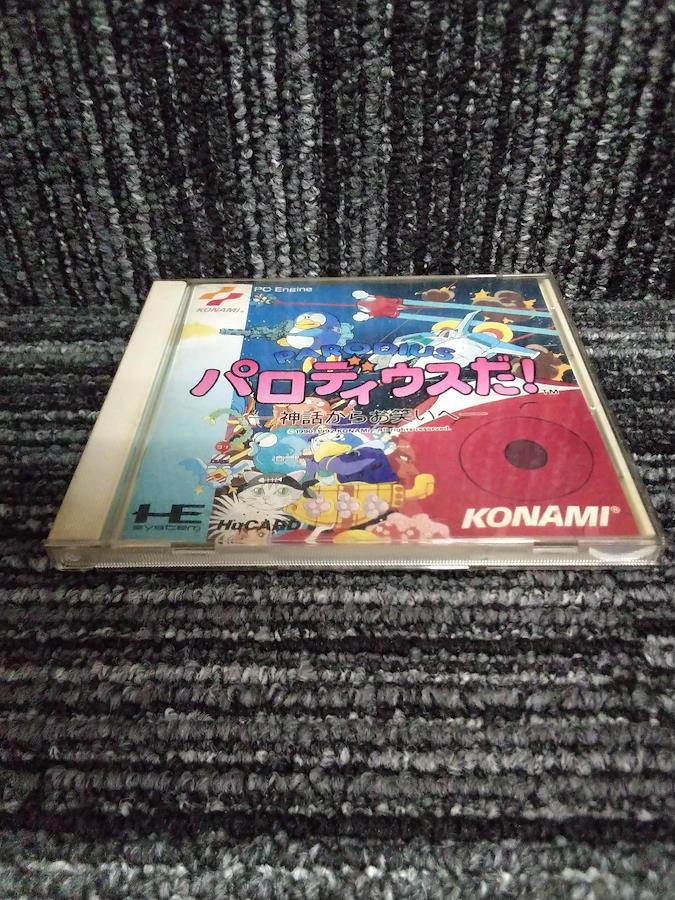 PC Engine
KONAMI
PARODIUS
パロディウスだ!™
神話からお笑いへ
KONAMI®
HE
system
HuCARD